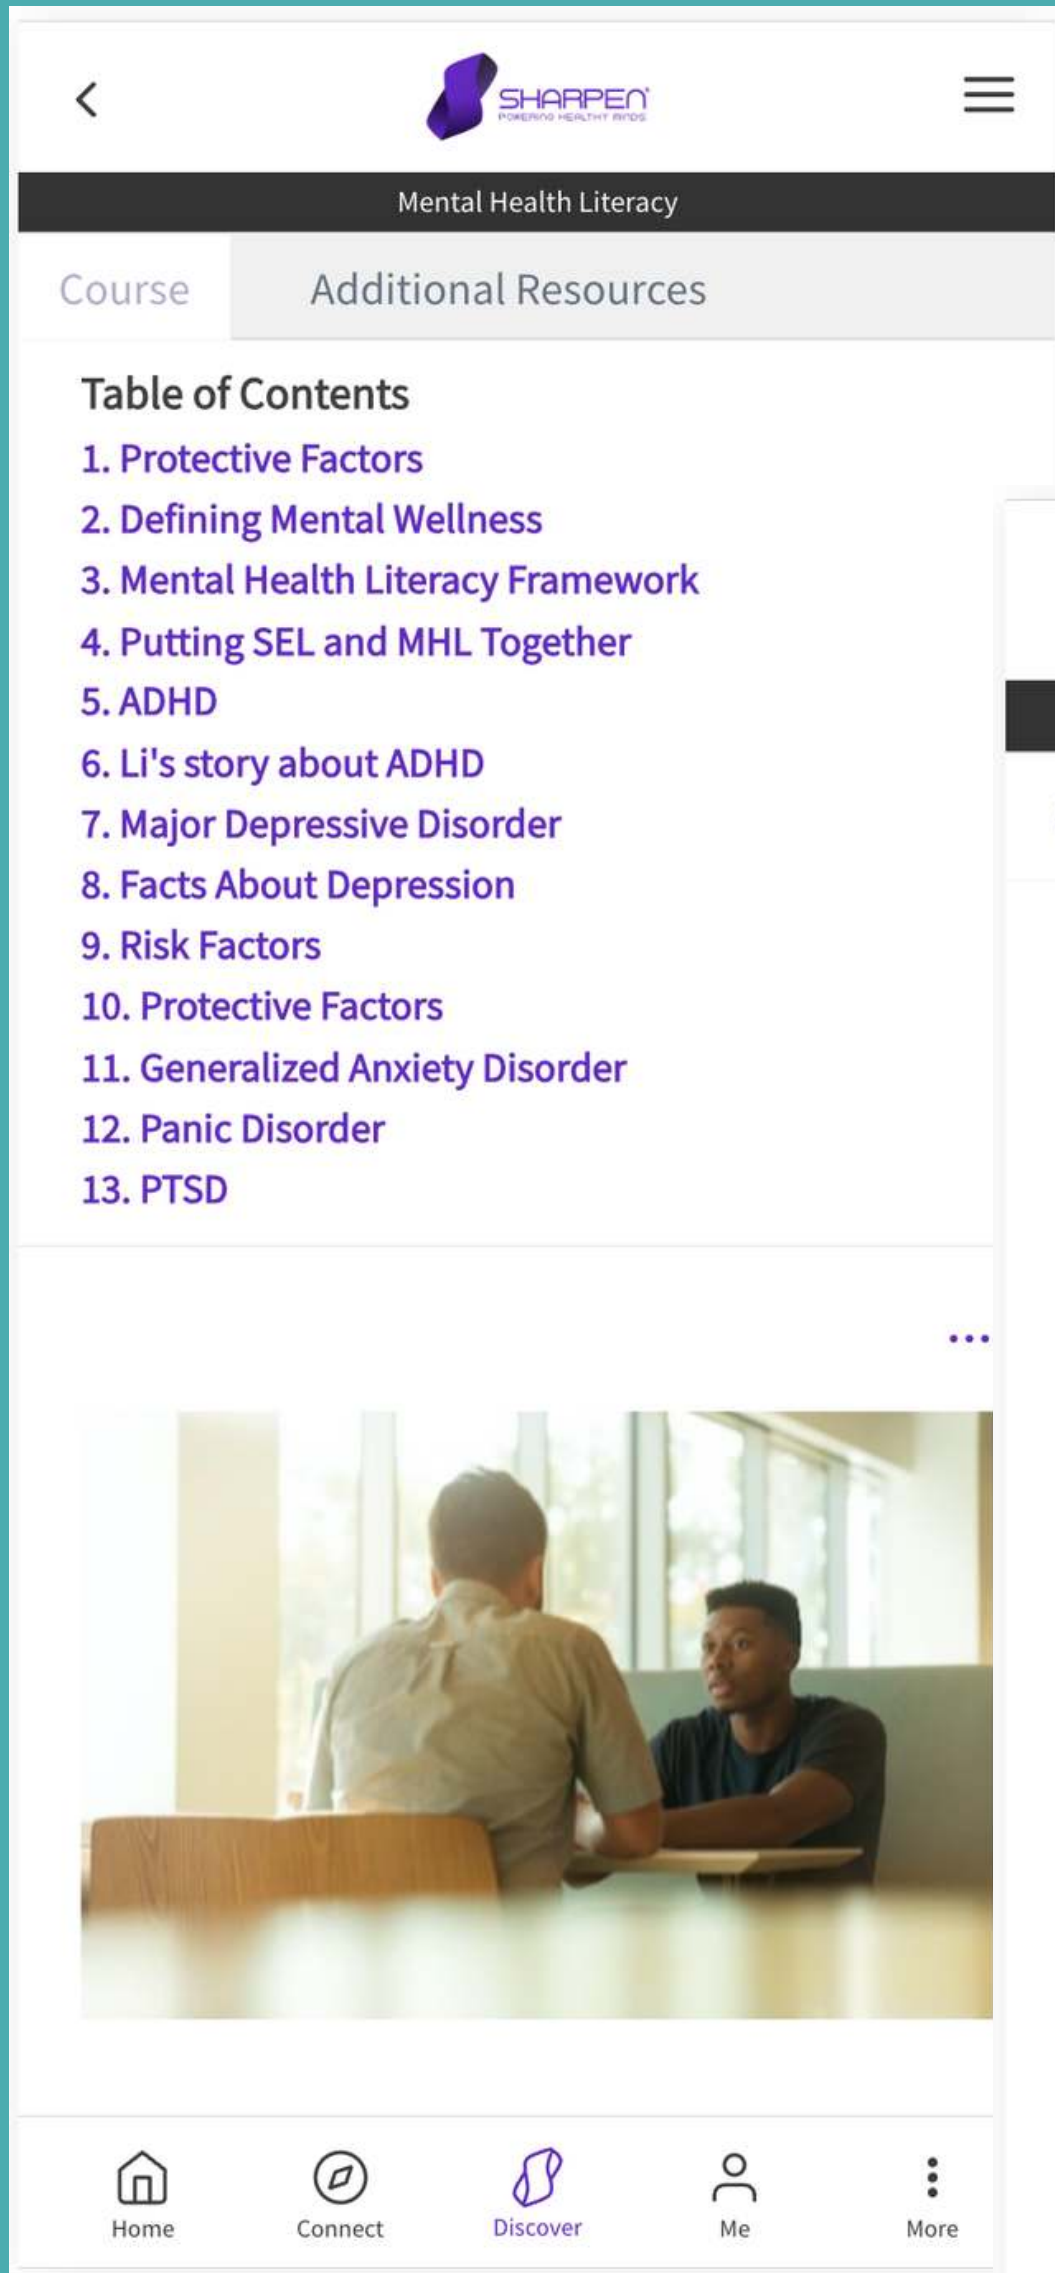 SHARPEN
POWERING HEALTHY MINDS
Mental Health Literacy
Course
Additional Resources
Table of Contents
1. Protective Factors
2. Defining Mental Wellness
3. Mental Health Literacy Framework
4. Putting SEL and MHL Together
5. ADHD
6. Li's story about ADHD
7. Major Depressive Disorder
8. Facts About Depression
9. Risk Factors
10. Protective Factors
11. Generalized Anxiety Disorder
12. Panic Disorder
13. PTSD
Home
Connect
Discover
Me
More